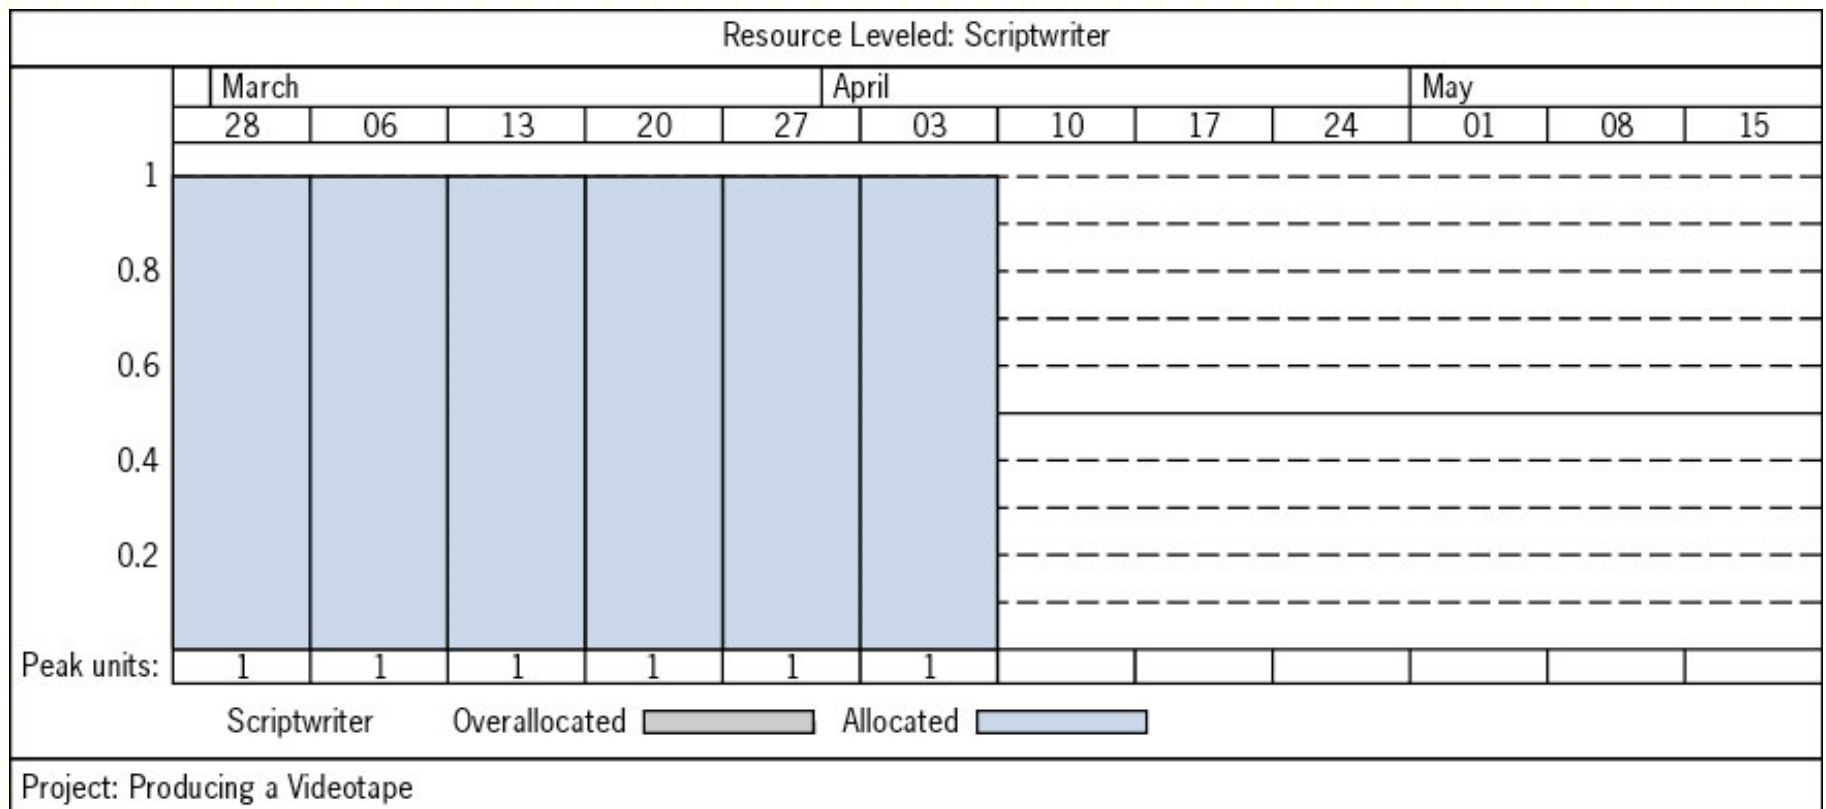 Resource Leveled: Scriptwriter
March April May
28 06 13 20 27 03 10 17 24 01 08 15
1
0.8
0.6
0.4
0.2
Peak units: 1 1 1 1 1 1
Scriptwriter Overallocated Allocated
Project: Producing a Videotape